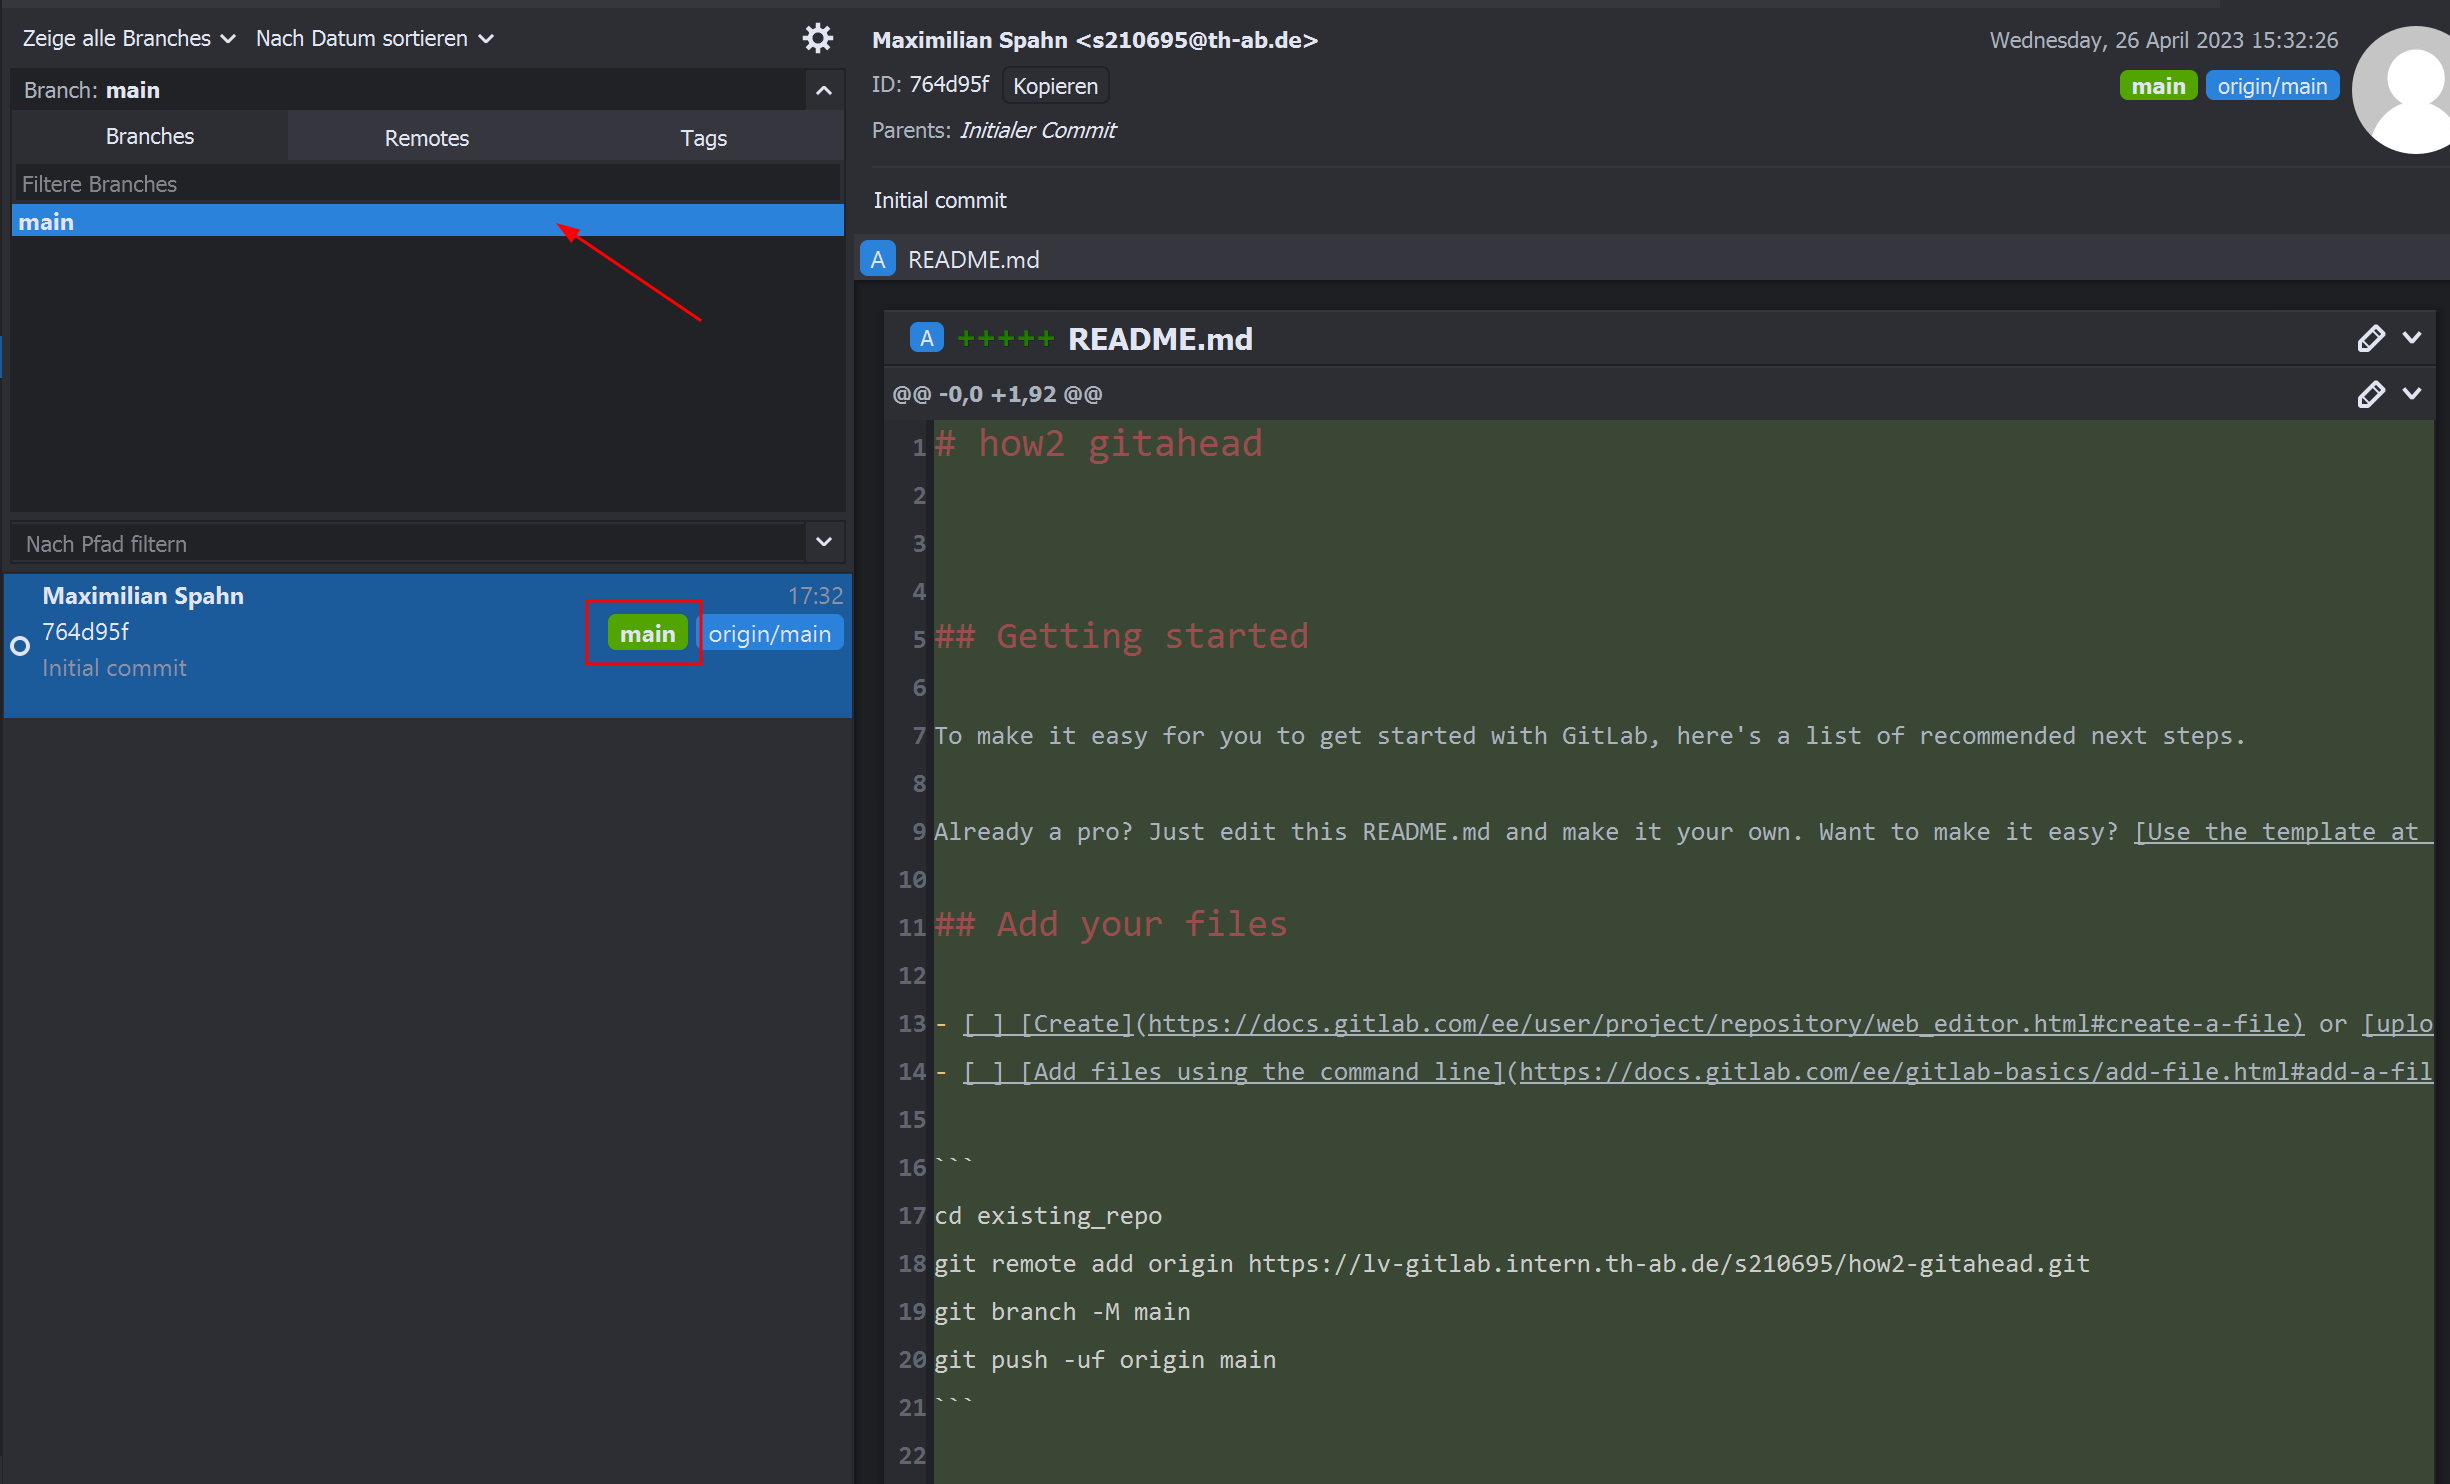 Zeige alle Branches Nach Datum sortieren
Branch: main
Branches Remotes Tags
Filtere Branches
main
Nach Pfad filtern
Maximilian Spahn 17:32
764d95f main origin/main
Initial commit
Maximilian Spahn <s210695@th-ab.de> Wednesday, 26 April 2023 15:32:26
ID: 764d95f Kopieren main origin/main
Parents: Initialer Commit
Initial commit
A README.md
A +++++ README.md
@@ -0,0 +1,92 @@
1 # how2 gitahead
2
3
4
5 ## Getting started
6
7 To make it easy for you to get started with GitLab, here's a list of recommended next steps.
8
9 Already a pro? Just edit this README.md and make it your own. Want to make it easy? [Use the template at
10
11 ## Add your files
12
13 - [ ] [Create](https://docs.gitlab.com/ee/user/project/repository/web_editor.html#create-a-file) or [uplo
14 - [ ] [Add files using the command line](https://docs.gitlab.com/ee/gitlab-basics/add-file.html#add-a-fil
15
16 ```
17 cd existing_repo
18 git remote add origin https://lv-gitlab.intern.th-ab.de/s210695/how2-gitahead.git
19 git branch -M main
20 git push -uf origin main
21 ```
22